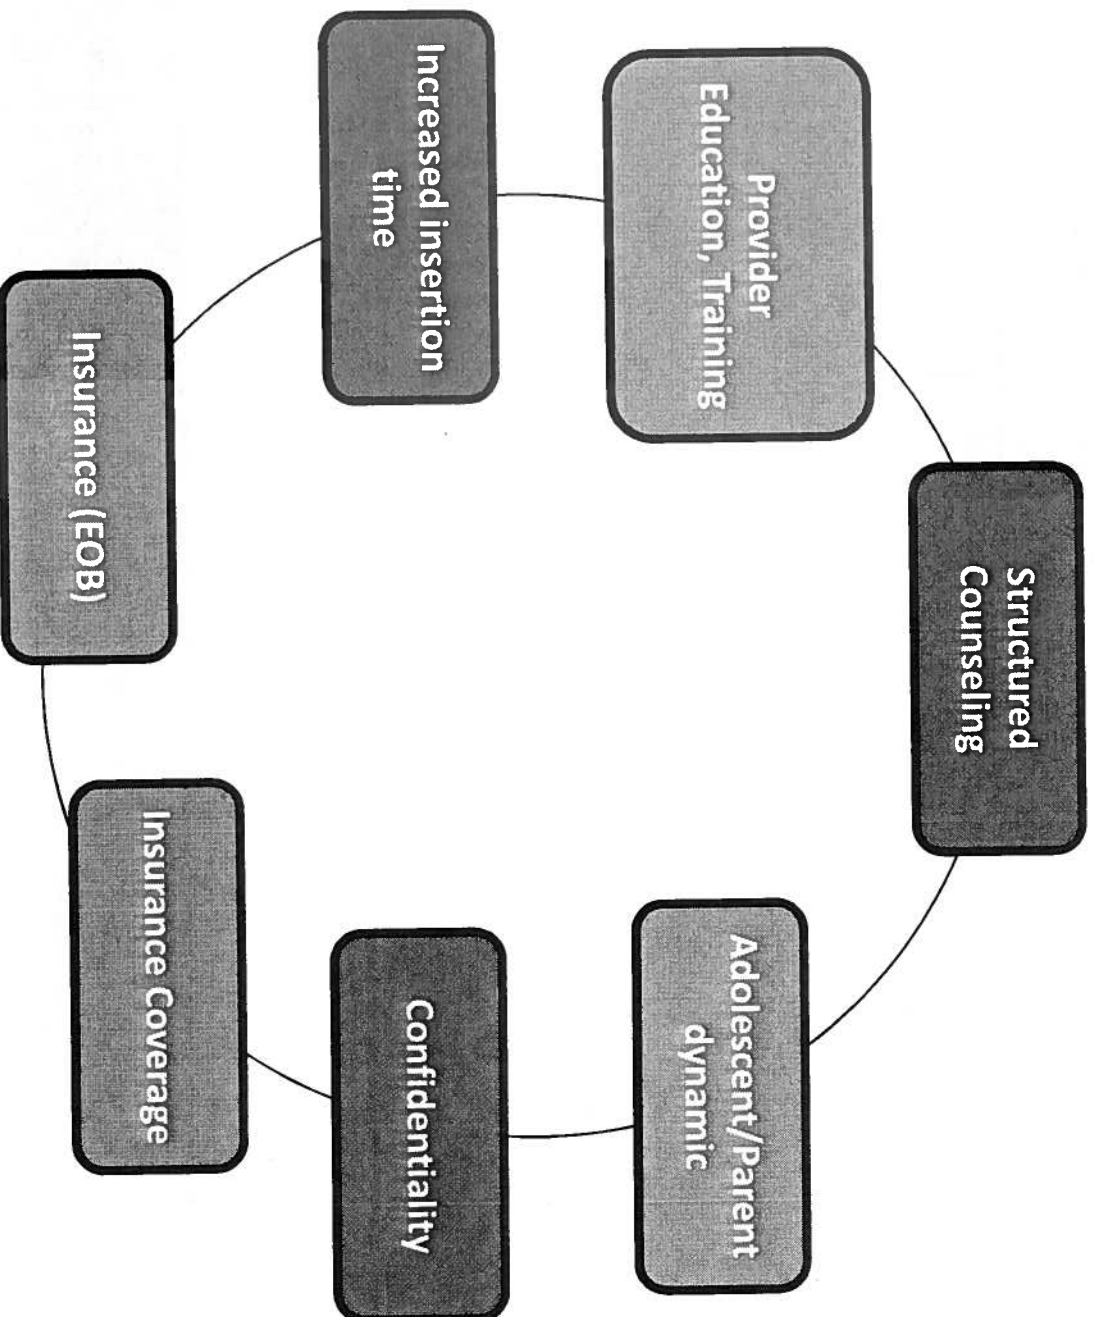 Structured
Counseling
Adolescent/Parent
dynamic
Confidentiality
Insurance Coverage
Insurance (EOB)
Increased insertion
time
Provider
Education, Training